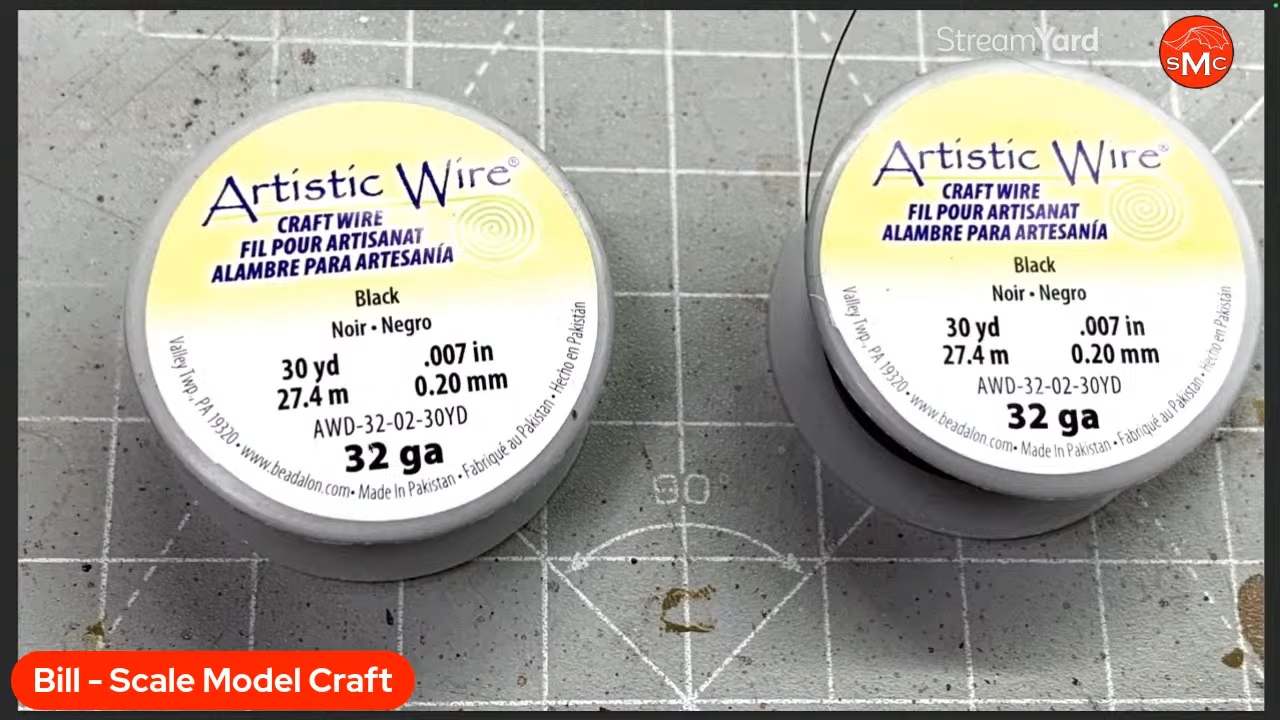 StreamYard
SMC
Artistic Wire®
CRAFT WIRE
FIL POUR ARTISANAT
ALAMBRE PARA ARTESANÍA
Black
Noir • Negro
30 yd .007 in
27.4 m 0.20 mm
AWD-32-02-30YD
32 ga
Valley Twp., PA 19320 • www.beadalon.com • Made In Pakistan • Fabriqué au Pakistan • Hecho en Pakistán
Artistic Wire®
CRAFT WIRE
FIL POUR ARTISANAT
ALAMBRE PARA ARTESANÍA
Black
Noir • Negro
30 yd .007 in
27.4 m 0.20 mm
AWD-32-02-30YD
32 ga
Valley Twp., PA 19320 • www.beadalon.com • Made In Pakistan • Fabriqué au Pakistan • Hecho en Pakistán
30°
Bill - Scale Model Craft